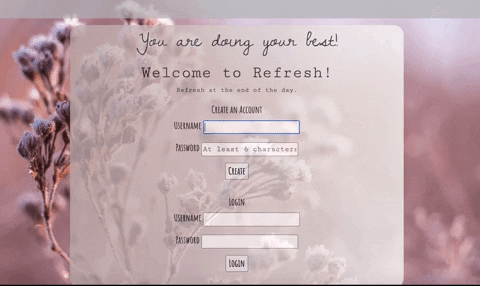 You are doing your best!
Welcome to Refresh!
Refresh at the end of the day.
Create an Account
Username
Password At least 6 characters
Create
Login
Username
Password
Login